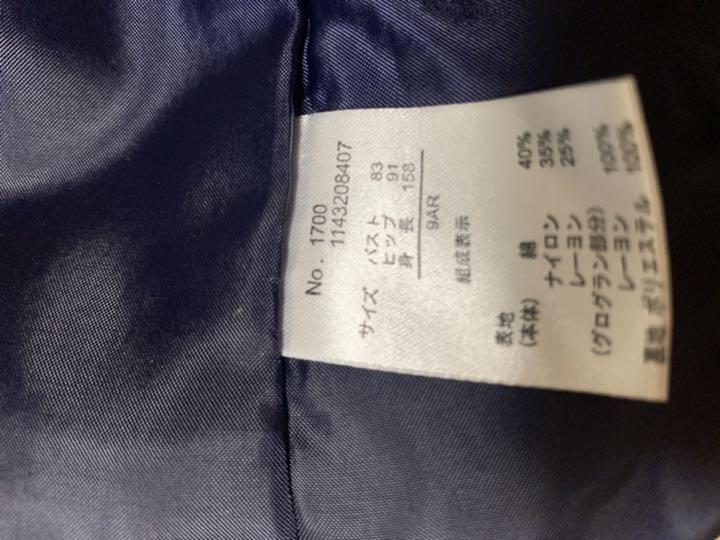 No. 1700
1143208407
サイズ バスト 83
ヒップ 91
身長 158
9AR
組成表示
表地
(本体) 綿 40%
ナイロン 35%
レーヨン 25%
(グログラン部分)
レーヨン 100%
裏地 ポリエステル 100%